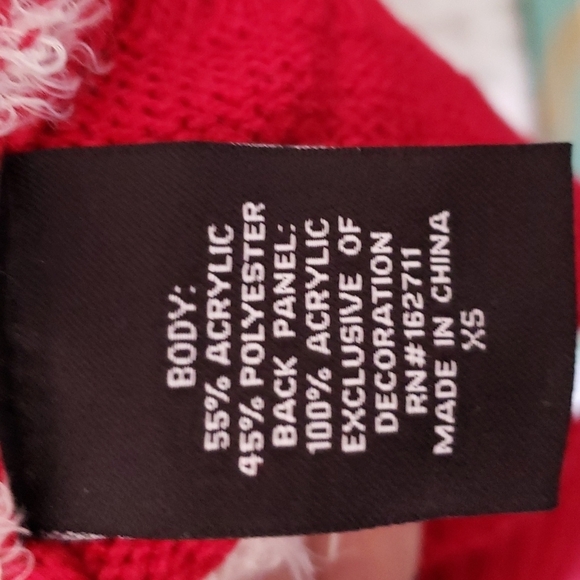 BODY:
55% ACRYLIC
45% POLYESTER
BACK PANEL:
100% ACRYLIC
EXCLUSIVE OF
DECORATION
RN#162711
MADE IN CHINA
XS